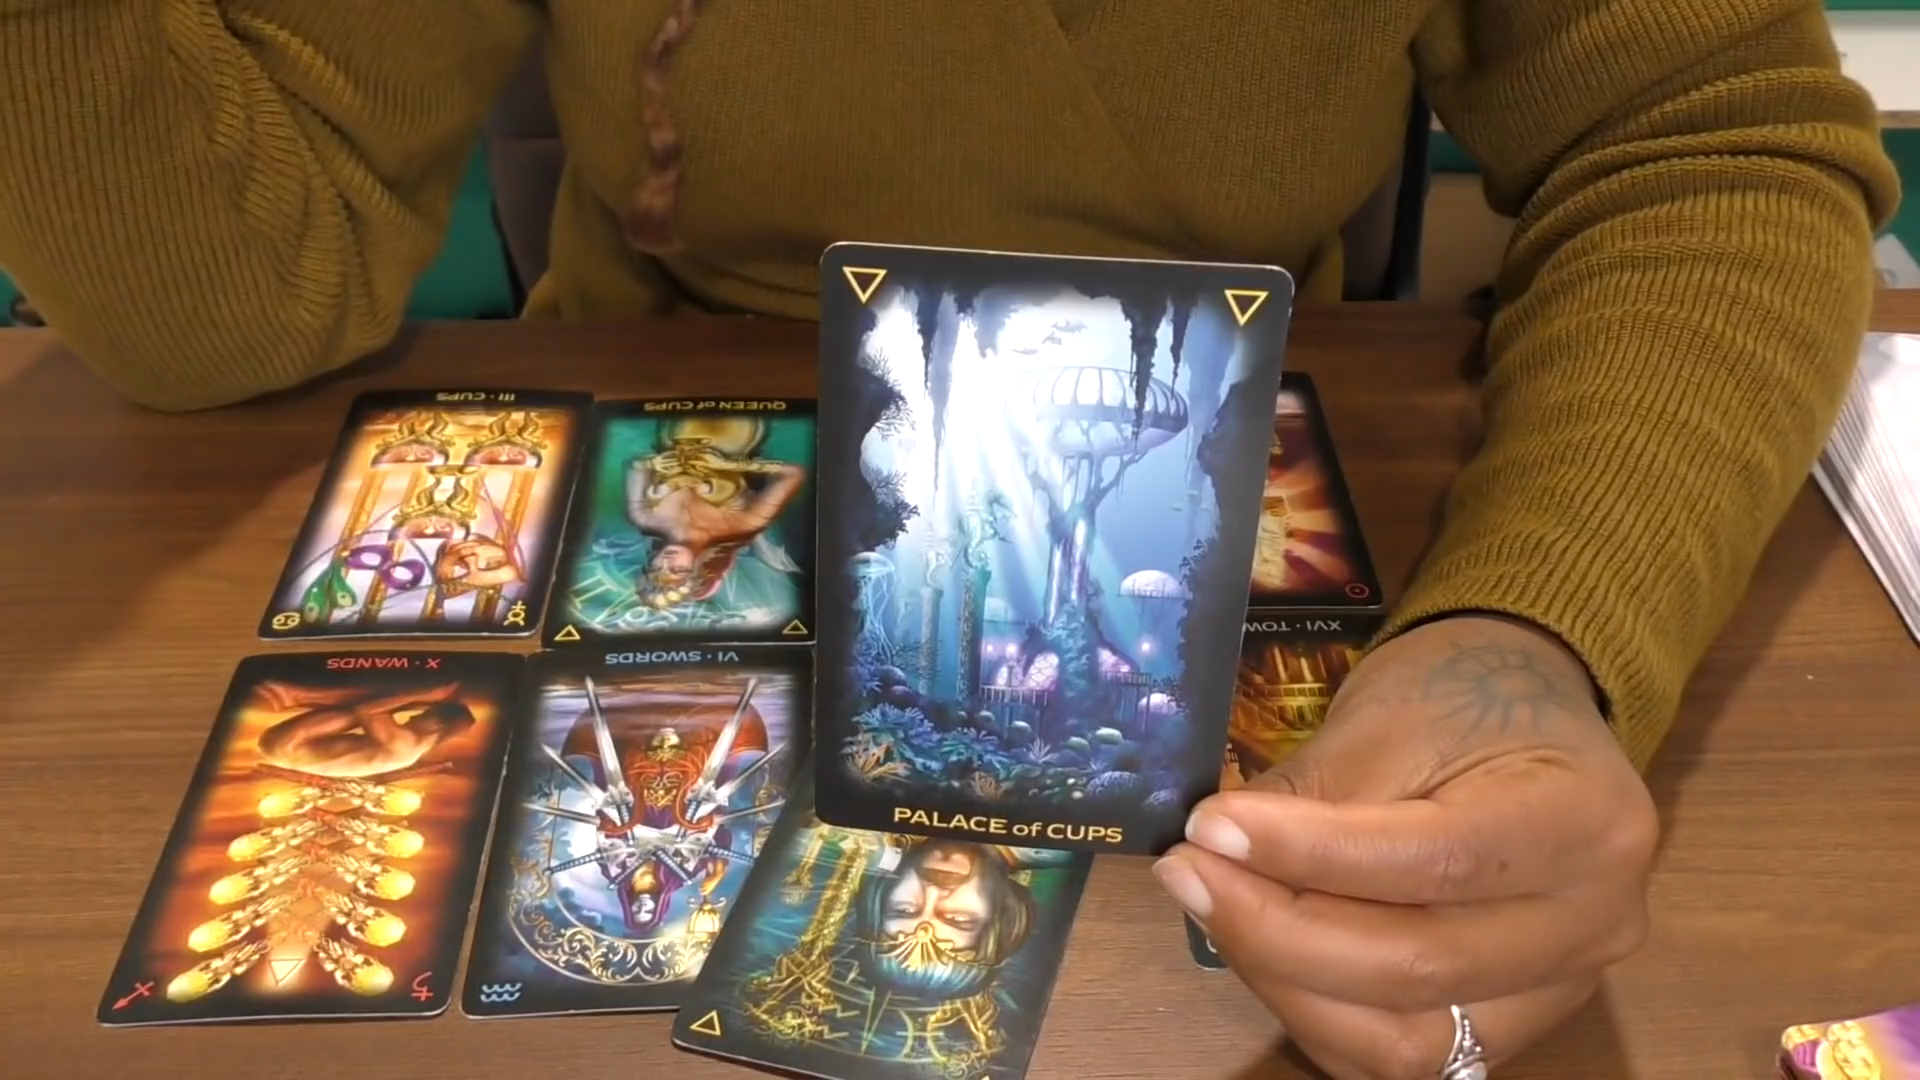 III · CUPS
QUEEN of CUPS
PALACE of CUPS
X · WANDS
VI · SWORDS
XVI · TOW